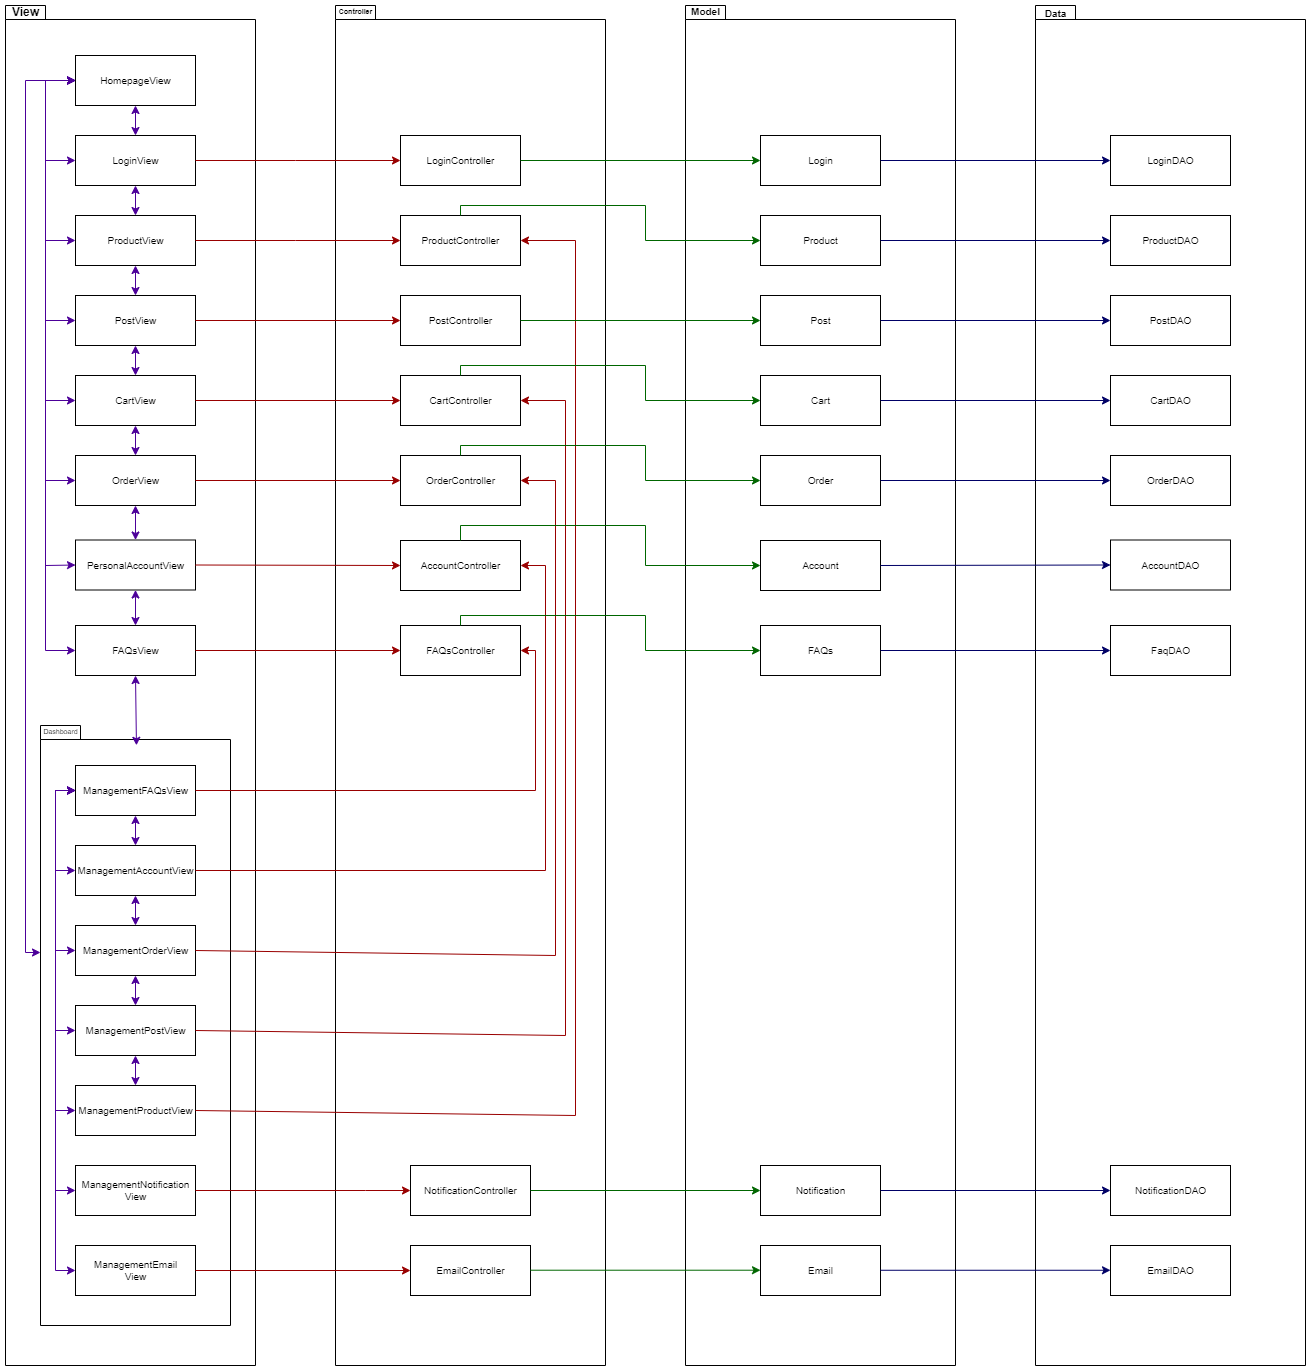 View
Controller
Model
Data
HomepageView
LoginView
LoginController
Login
LoginDAO
ProductView
ProductController
Product
ProductDAO
PostView
PostController
Post
PostDAO
CartView
CartController
Cart
CartDAO
OrderView
OrderController
Order
OrderDAO
PersonalAccountView
AccountController
Account
AccountDAO
FAQsView
FAQsController
FAQs
FaqDAO
Dashboard
ManagementFAQsView
ManagementAccountView
ManagementOrderView
ManagementPostView
ManagementProductView
ManagementNotification
View
NotificationController
Notification
NotificationDAO
ManagementEmail
View
EmailController
Email
EmailDAO